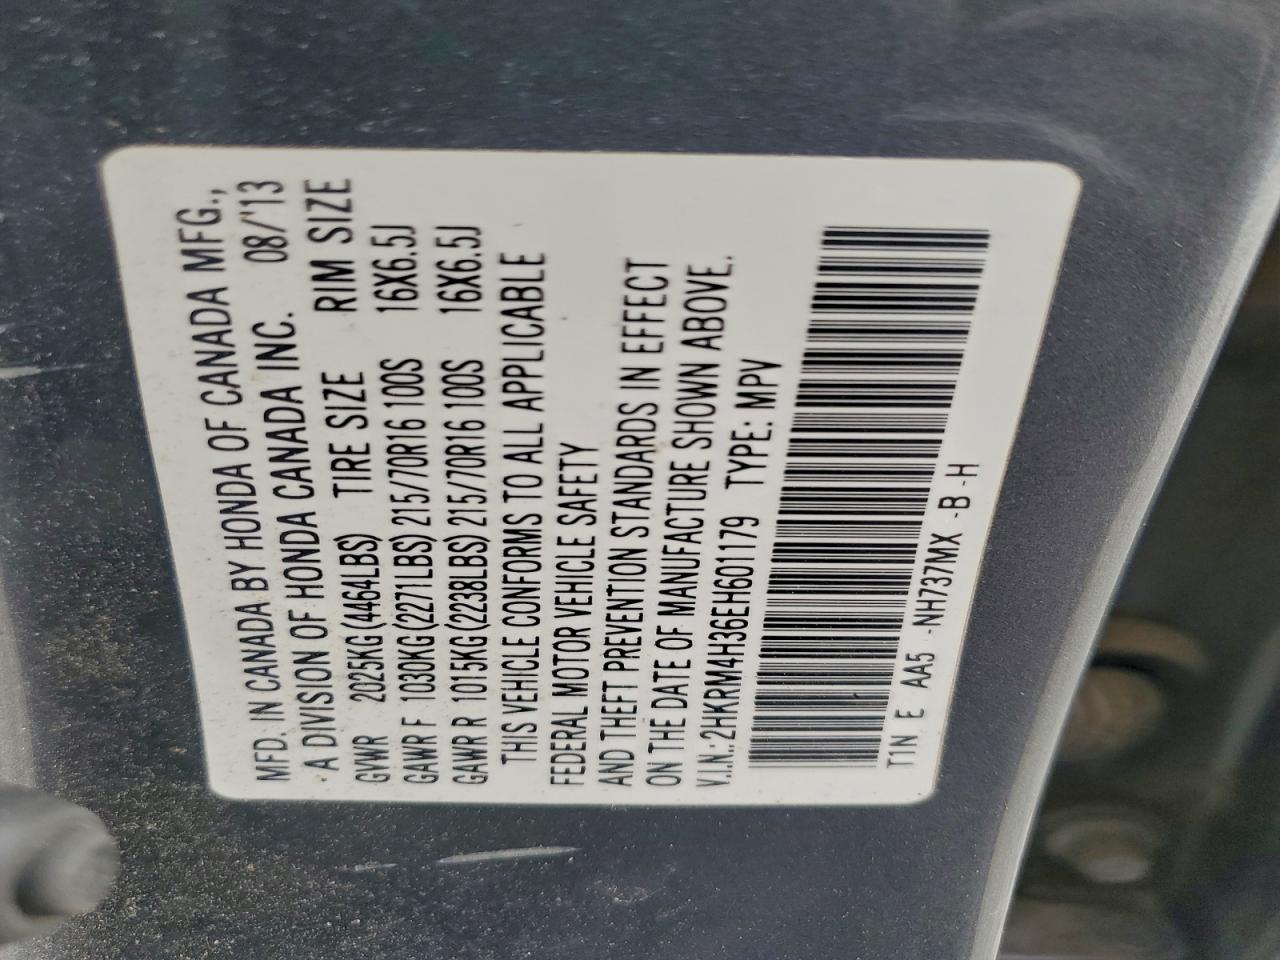 MFD. IN CANADA BY HONDA OF CANADA MFG.,
A DIVISION OF HONDA CANADA INC. 08/'13
GVWR 2025KG (4464LBS) TIRE SIZE RIM SIZE
GAWR F 1030KG (2271LBS) 215/70R16 100S 16X6.5J
GAWR R 1015KG (2238LBS) 215/70R16 100S 16X6.5J
THIS VEHICLE CONFORMS TO ALL APPLICABLE
FEDERAL MOTOR VEHICLE SAFETY
AND THEFT PREVENTION STANDARDS IN EFFECT
ON THE DATE OF MANUFACTURE SHOWN ABOVE.
V.I.N.: 2HKRM4H36EH601179 TYPE: MPV
T1N E AA5 -NH737MX -B -H